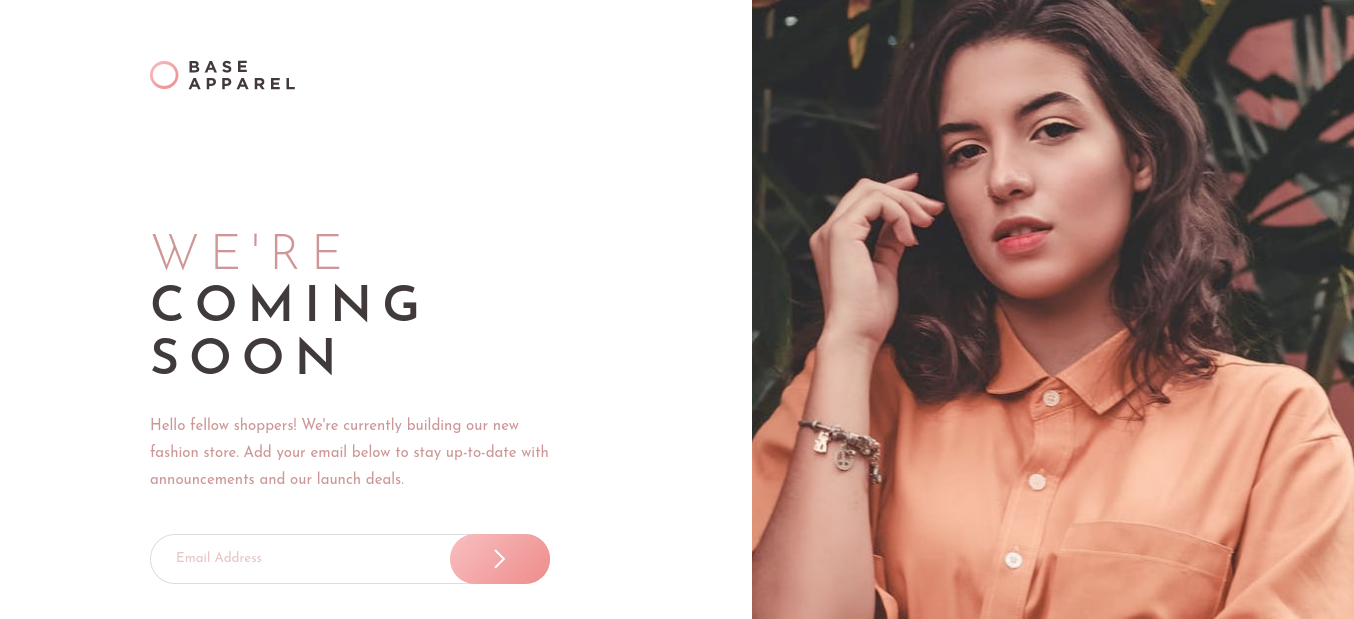 BASE
APPAREL
WE'RE
COMING
SOON
Hello fellow shoppers! We're currently building our new
fashion store. Add your email below to stay up-to-date with
announcements and our launch deals.
Email Address